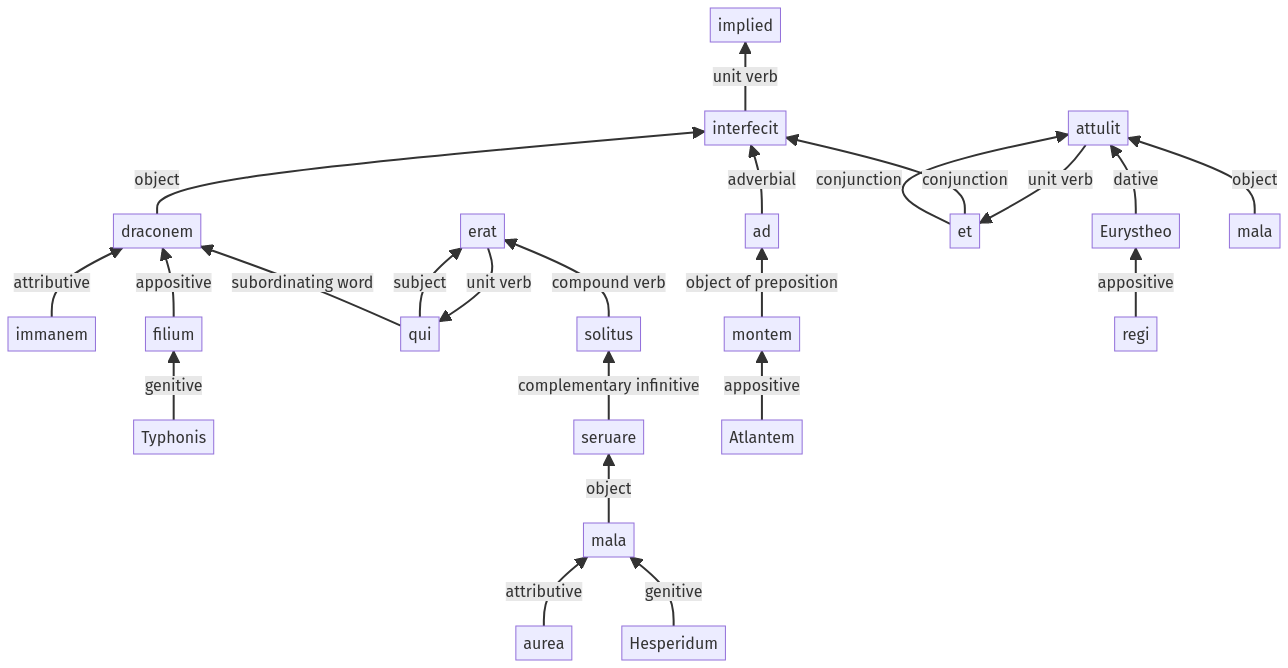 implied
unit verb
interfecit
attulit
object
adverbial
conjunction
conjunction
unit verb
dative
object
draconem
erat
ad
et
Eurystheo
mala
attributive
appositive
subordinating word
subject
unit verb
compound verb
object of preposition
appositive
immanem
filium
qui
solitus
montem
regi
genitive
complementary infinitive
appositive
Typhonis
seruare
Atlantem
object
mala
attributive
genitive
aurea
Hesperidum